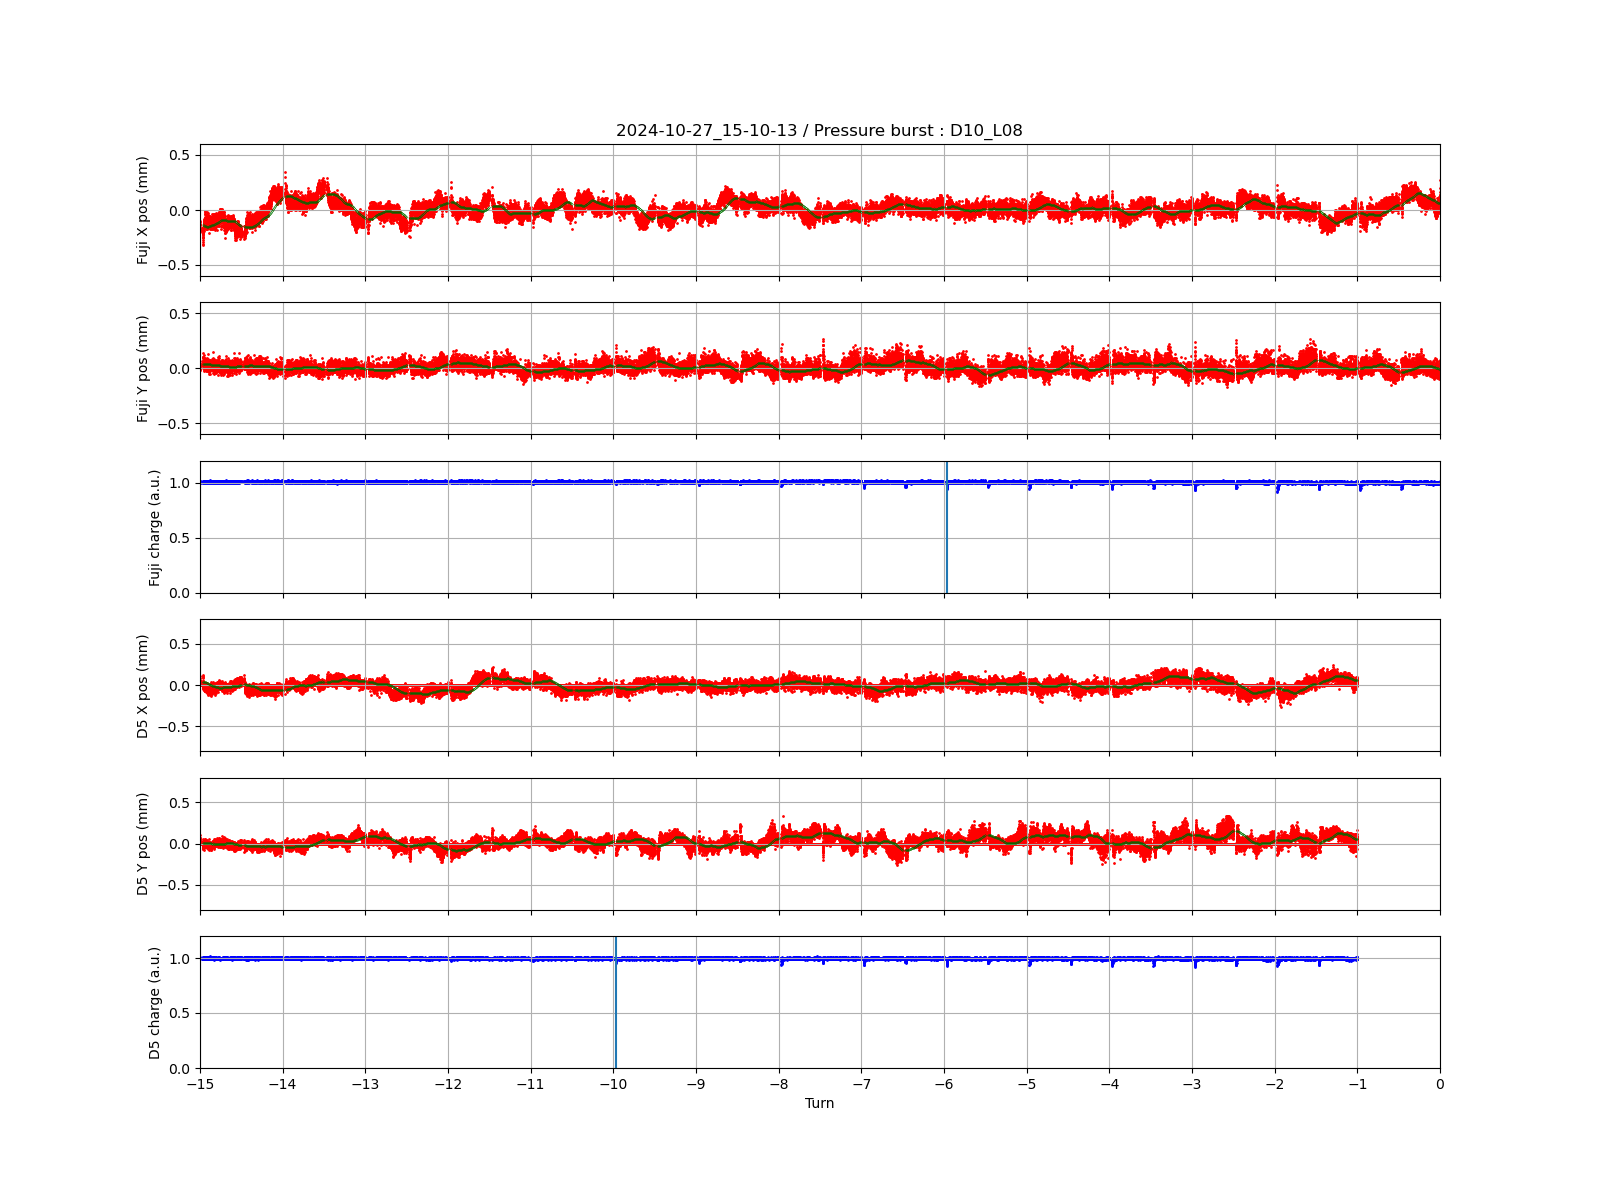 2024-10-27_15-10-13 / Pressure burst : D10_L08
0.5
0.0
−0.5
Fuji X pos (mm)
0.5
0.0
−0.5
Fuji Y pos (mm)
1.0
0.5
0.0
Fuji charge (a.u.)
0.5
0.0
−0.5
D5 X pos (mm)
0.5
0.0
−0.5
D5 Y pos (mm)
1.0
0.5
0.0
D5 charge (a.u.)
−15 −14 −13 −12 −11 −10 −9 −8 −7 −6 −5 −4 −3 −2 −1 0
Turn